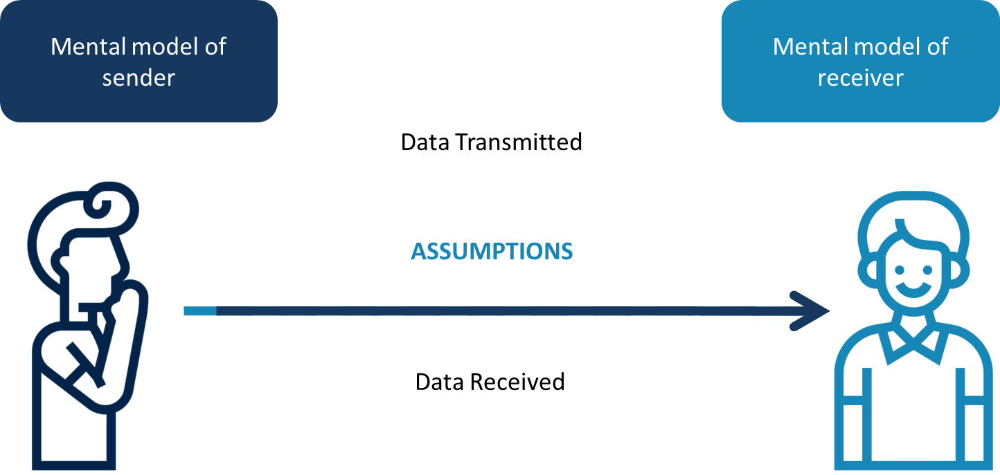 Mental model of
sender
Mental model of
receiver
Data Transmitted
ASSUMPTIONS
Data Received